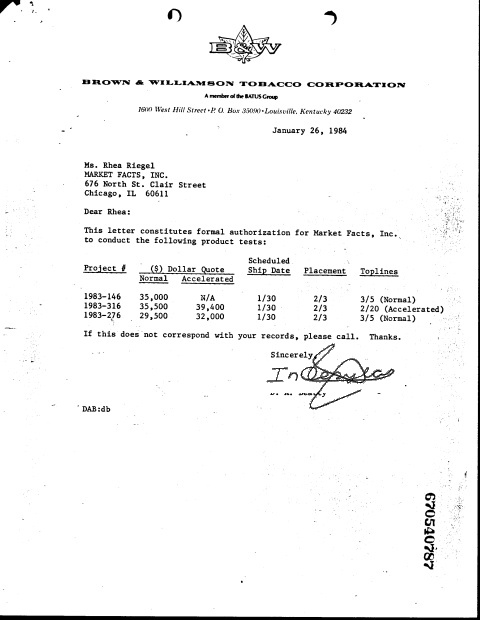 B&W
BROWN & WILLIAMSON TOBACCO CORPORATION
A member of the BATUS Group
1600 West Hill Street • P. O. Box 35090 • Louisville, Kentucky 40232
January 26, 1984
Ms. Rhea Riegel
MARKET FACTS, INC.
676 North St. Clair Street
Chicago, IL 60611
Dear Rhea:
This letter constitutes formal authorization for Market Facts, Inc.
to conduct the following product tests:
Scheduled
Project # ($) Dollar Quote Ship Date Placement Toplines
Normal Accelerated
1983-146 35,000 N/A 1/30 2/3 3/5 (Normal)
1983-316 35,500 39,400 1/30 2/3 2/20 (Accelerated)
1983-276 29,500 32,000 1/30 2/3 3/5 (Normal)
If this does not correspond with your records, please call. Thanks.
Sincerely,
DAB:db
670540787